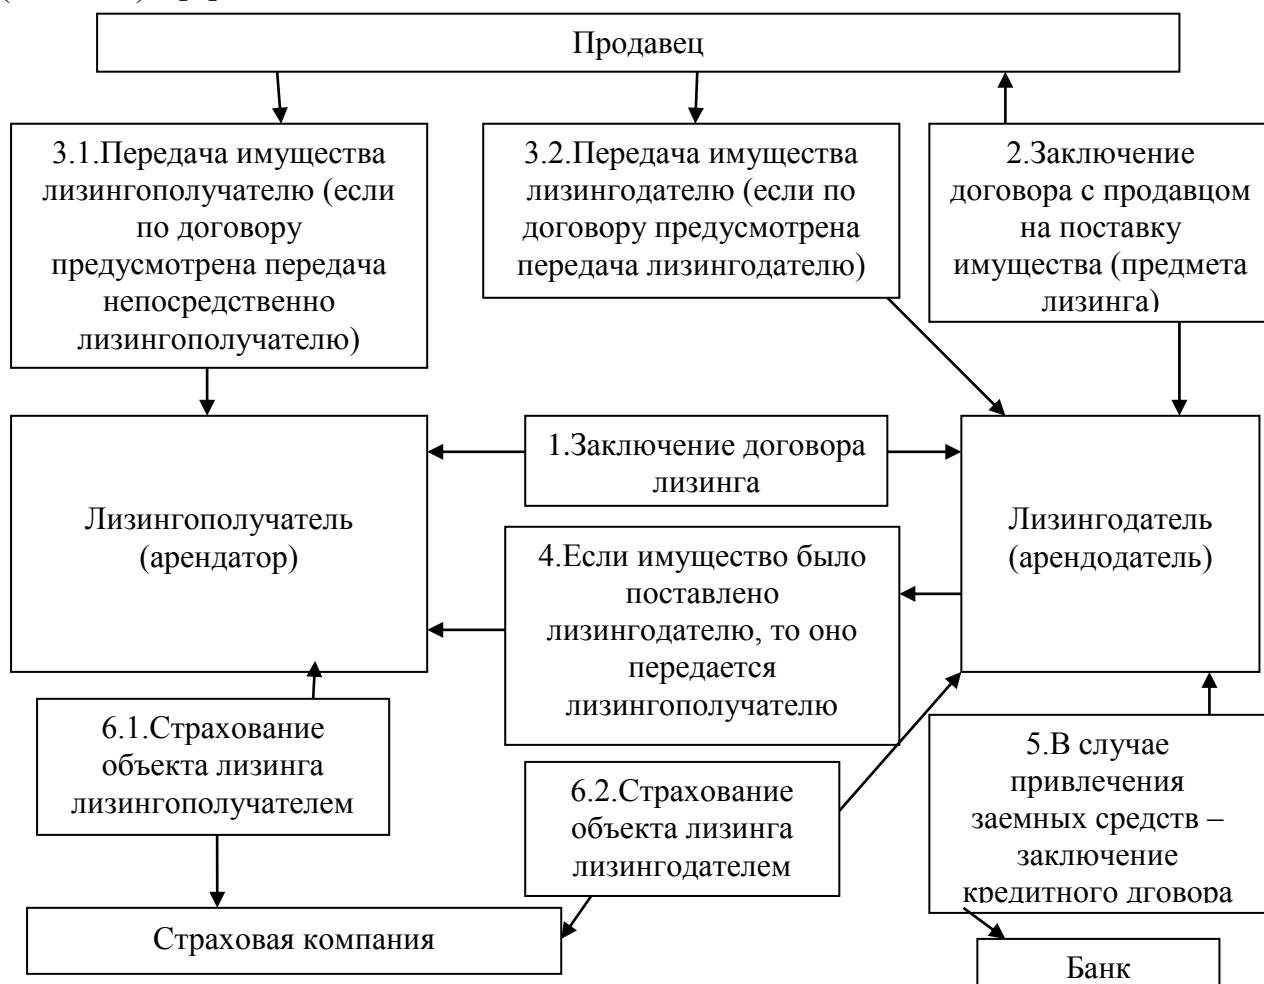 Продавец
3.1.Передача имущества
лизингополучателю (если
по договору
предусмотрена передача
непосредственно
лизингополучателю)
3.2.Передача имущества
лизингодателю (если по
договору предусмотрена
передача лизингодателю)
2.Заключение
договора с продавцом
на поставку
имущества (предмета
лизинга)
Лизингополучатель
(арендатор)
1.Заключение договора
лизинга
Лизингодатель
(арендодатель)
4.Если имущество было
поставлено
лизингодателю, то оно
передается
лизингополучателю
6.1.Страхование
объекта лизинга
лизингополучателем
6.2.Страхование
объекта лизинга
лизингодателем
5.В случае
привлечения
заемных средств –
заключение
кредитного дговора
Страховая компания
Банк